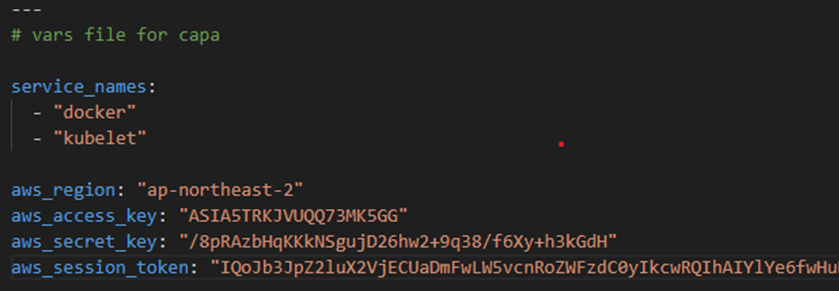 ---
# vars file for capa
service_names:
- "docker"
- "kubelet"
aws_region: "ap-northeast-2"
aws_access_key: "ASIA5TRKJVUQQ73MK5GG"
aws_secret_key: "/8pRAzbHqKKkNSgujD26hw2+9q38/f6Xy+h3kGdH"
aws_session_token: "IQoJb3JpZ2luX2VjECUaDmFwLW5vcnRoZWFzdC0yIkcwRQIhAIYlYe6fwHu